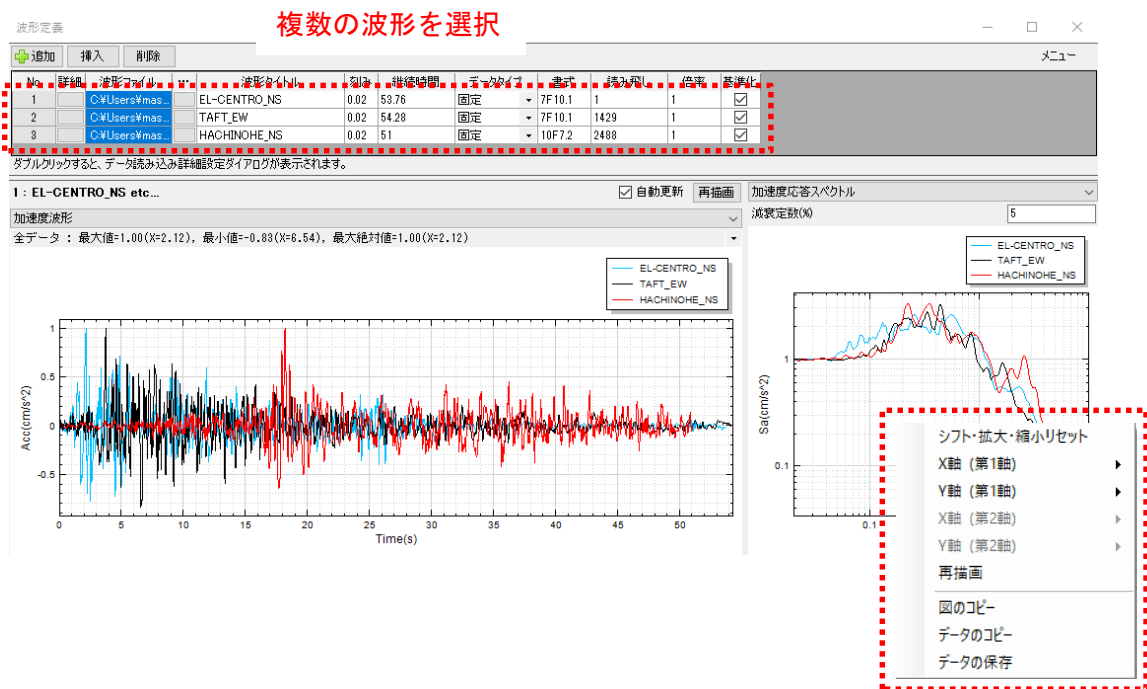 複数の波形を選択
波形定義
追加 挿入 削除 メニュー
No. 詳細 波形ファイル ... 波形タイトル 刻み 継続時間 データタイプ 書式 読み飛し 倍率 基準化
1 C:¥Users¥mas... EL-CENTRO_NS 0.02 53.76 固定 7F10.1 1 1
2 C:¥Users¥mas... TAFT_EW 0.02 54.28 固定 7F10.1 1429 1
3 C:¥Users¥mas... HACHINOHE_NS 0.02 51 固定 10F7.2 2488 1
ダブルクリックすると、データ読み込み詳細設定ダイアログが表示されます。
1 : EL-CENTRO_NS etc... 自動更新 再描画
加速度波形
全データ : 最大値=1.00(X=2.12), 最小値=-0.83(X=6.54), 最大絶対値=1.00(X=2.12)
EL-CENTRO_NS
TAFT_EW
HACHINOHE_NS
1
0.5
0
-0.5
Acc(cm/s^2)
0 5 10 15 20 25 30 35 40 45 50
Time(s)
加速度応答スペクトル
減衰定数(%) 5
EL-CENTRO_NS
TAFT_EW
HACHINOHE_NS
1
0.1
Sa(cm/s^2)
0.1
シフト・拡大・縮小リセット
X軸 (第1軸)
Y軸 (第1軸)
X軸 (第2軸)
Y軸 (第2軸)
再描画
図のコピー
データのコピー
データの保存